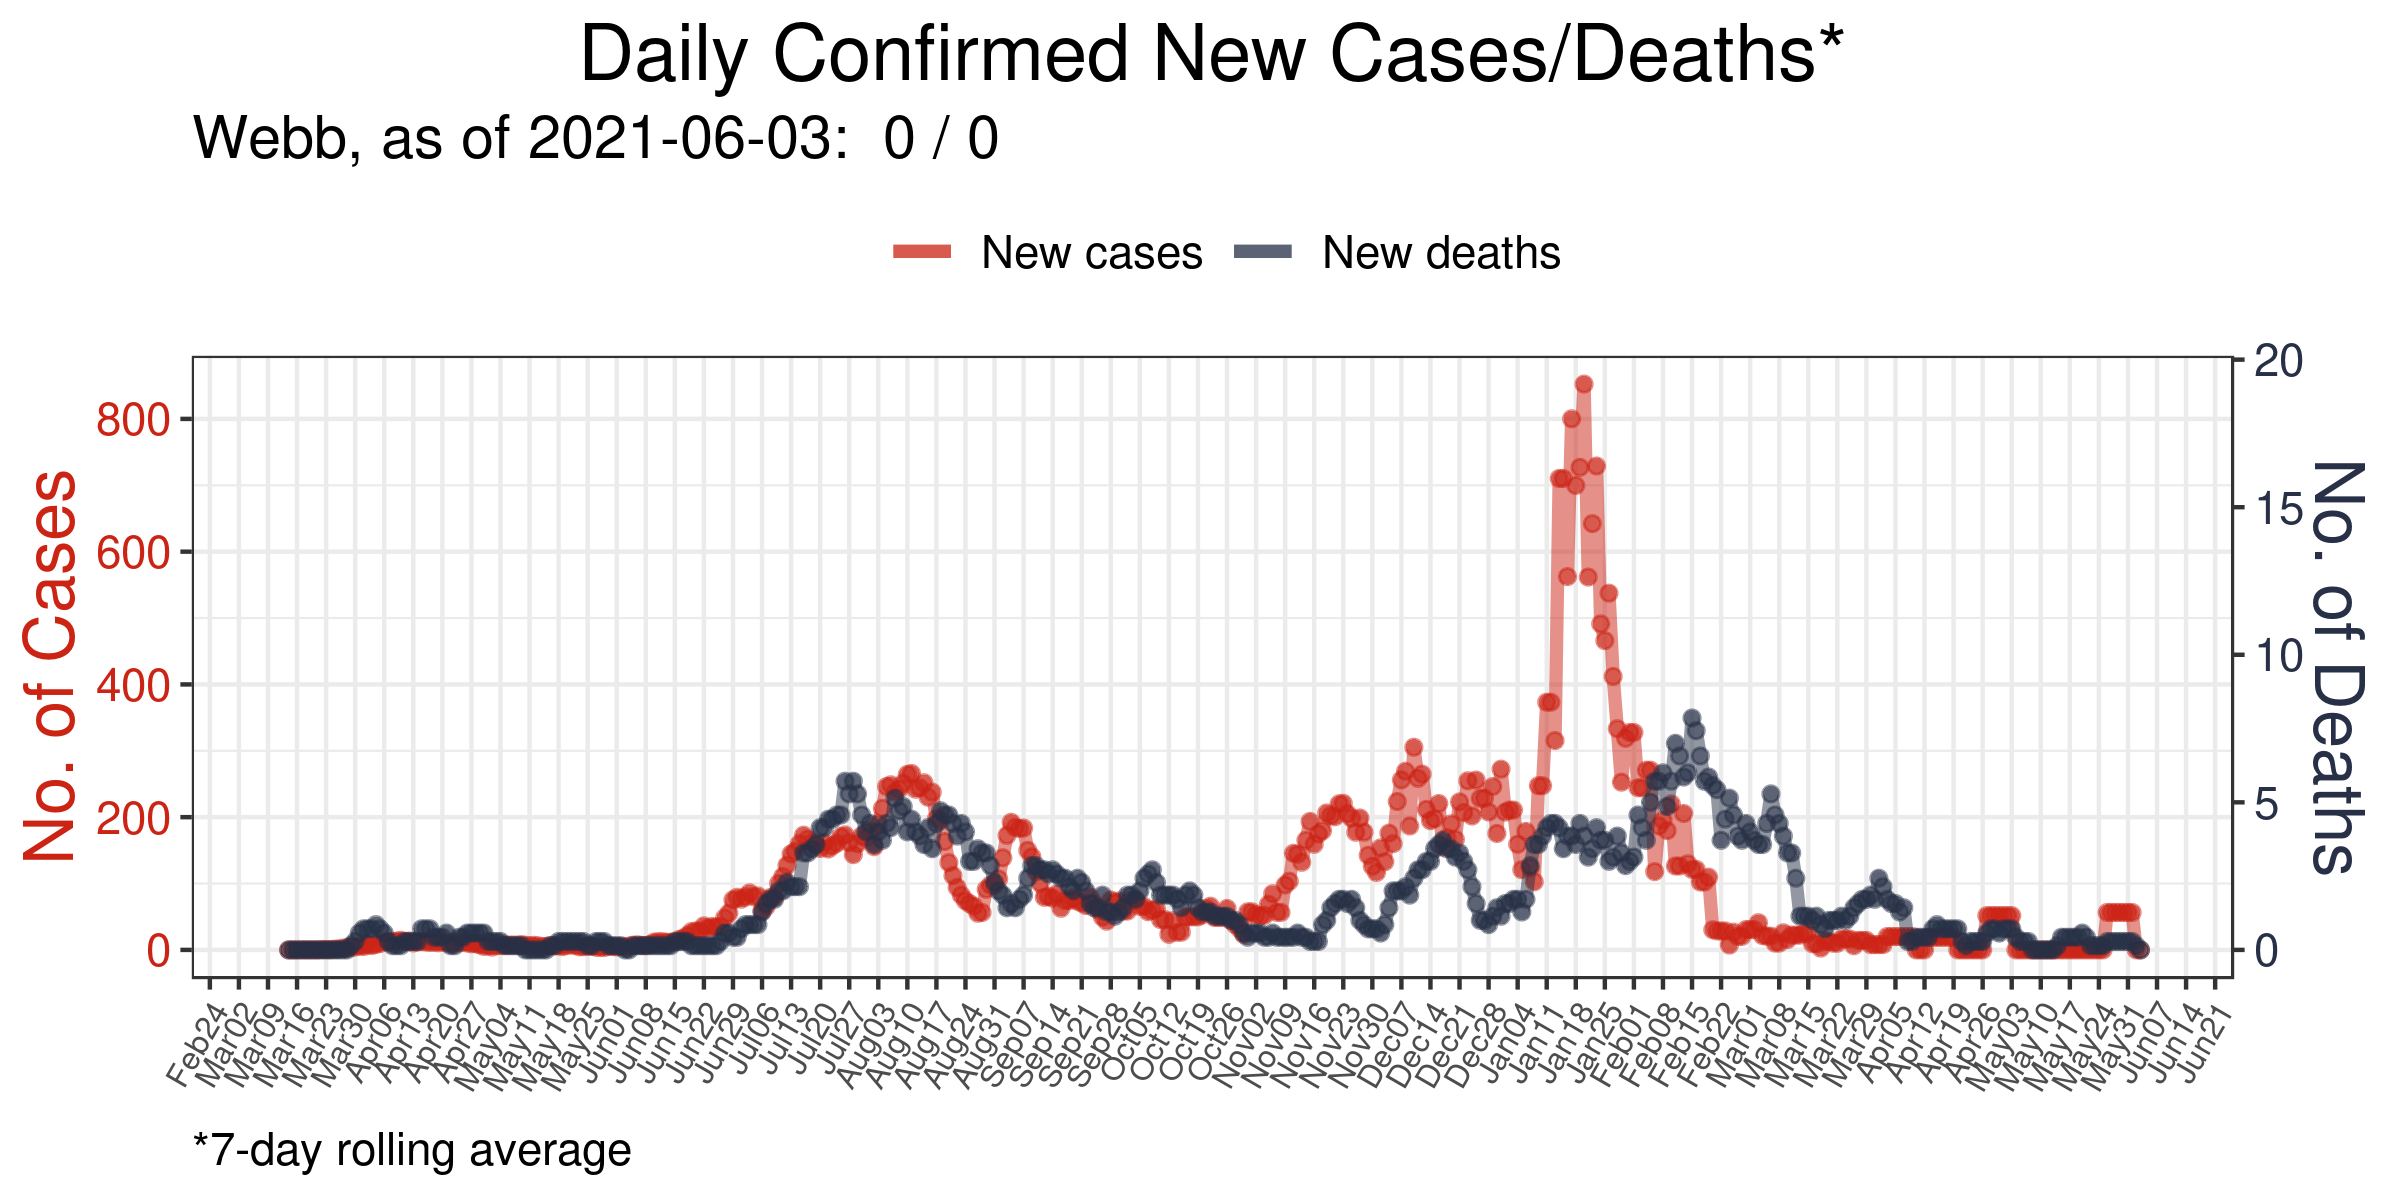 Daily Confirmed New Cases/Deaths*
Webb, as of 2021-06-03:  0 / 0
New cases
New deaths
No. of Cases
800
600
400
200
0
20
15
10
5
0
No. of Deaths
Feb24
Mar02
Mar09
Mar16
Mar23
Mar30
Apr06
Apr13
Apr20
Apr27
May04
May11
May18
May25
Jun01
Jun08
Jun15
Jun22
Jun29
Jul06
Jul13
Jul20
Jul27
Aug03
Aug10
Aug17
Aug24
Aug31
Sep07
Sep14
Sep21
Sep28
Oct05
Oct12
Oct19
Oct26
Nov02
Nov09
Nov16
Nov23
Nov30
Dec07
Dec14
Dec21
Dec28
Jan04
Jan11
Jan18
Jan25
Feb01
Feb08
Feb15
Feb22
Mar01
Mar08
Mar15
Mar22
Mar29
Apr05
Apr12
Apr19
Apr26
May03
May10
May17
May24
May31
Jun07
Jun14
Jun21
*7-day rolling average